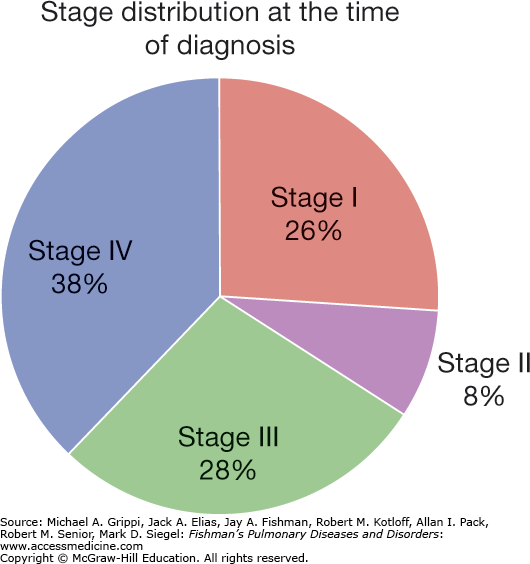 Stage distribution at the time
of diagnosis
Stage I
26%
Stage IV
38%
Stage II
8%
Stage III
28%
Source: Michael A. Grippi, Jack A. Elias, Jay A. Fishman, Robert M. Kotloff, Allan I. Pack,
Robert M. Senior, Mark D. Siegel: Fishman's Pulmonary Diseases and Disorders:
www.accessmedicine.com
Copyright © McGraw-Hill Education. All rights reserved.